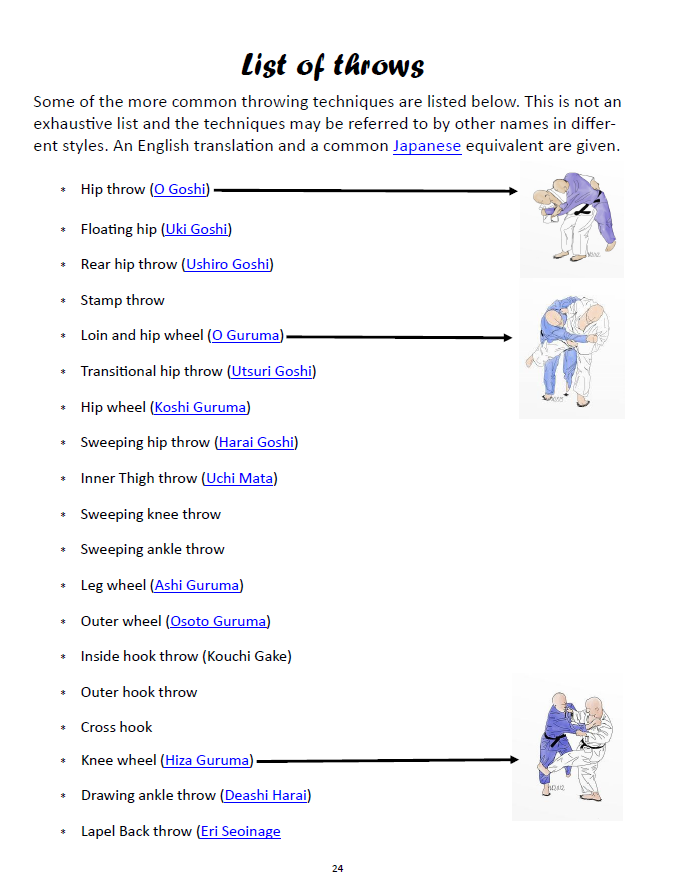 List of throws
Some of the more common throwing techniques are listed below. This is not an
exhaustive list and the techniques may be referred to by other names in differ-
ent styles. An English translation and a common Japanese equivalent are given.
* Hip throw (O Goshi)
* Floating hip (Uki Goshi)
* Rear hip throw (Ushiro Goshi)
* Stamp throw
* Loin and hip wheel (O Guruma)
* Transitional hip throw (Utsuri Goshi)
* Hip wheel (Koshi Guruma)
* Sweeping hip throw (Harai Goshi)
* Inner Thigh throw (Uchi Mata)
* Sweeping knee throw
* Sweeping ankle throw
* Leg wheel (Ashi Guruma)
* Outer wheel (Osoto Guruma)
* Inside hook throw (Kouchi Gake)
* Outer hook throw
* Cross hook
* Knee wheel (Hiza Guruma)
* Drawing ankle throw (Deashi Harai)
* Lapel Back throw (Eri Seoinage
24